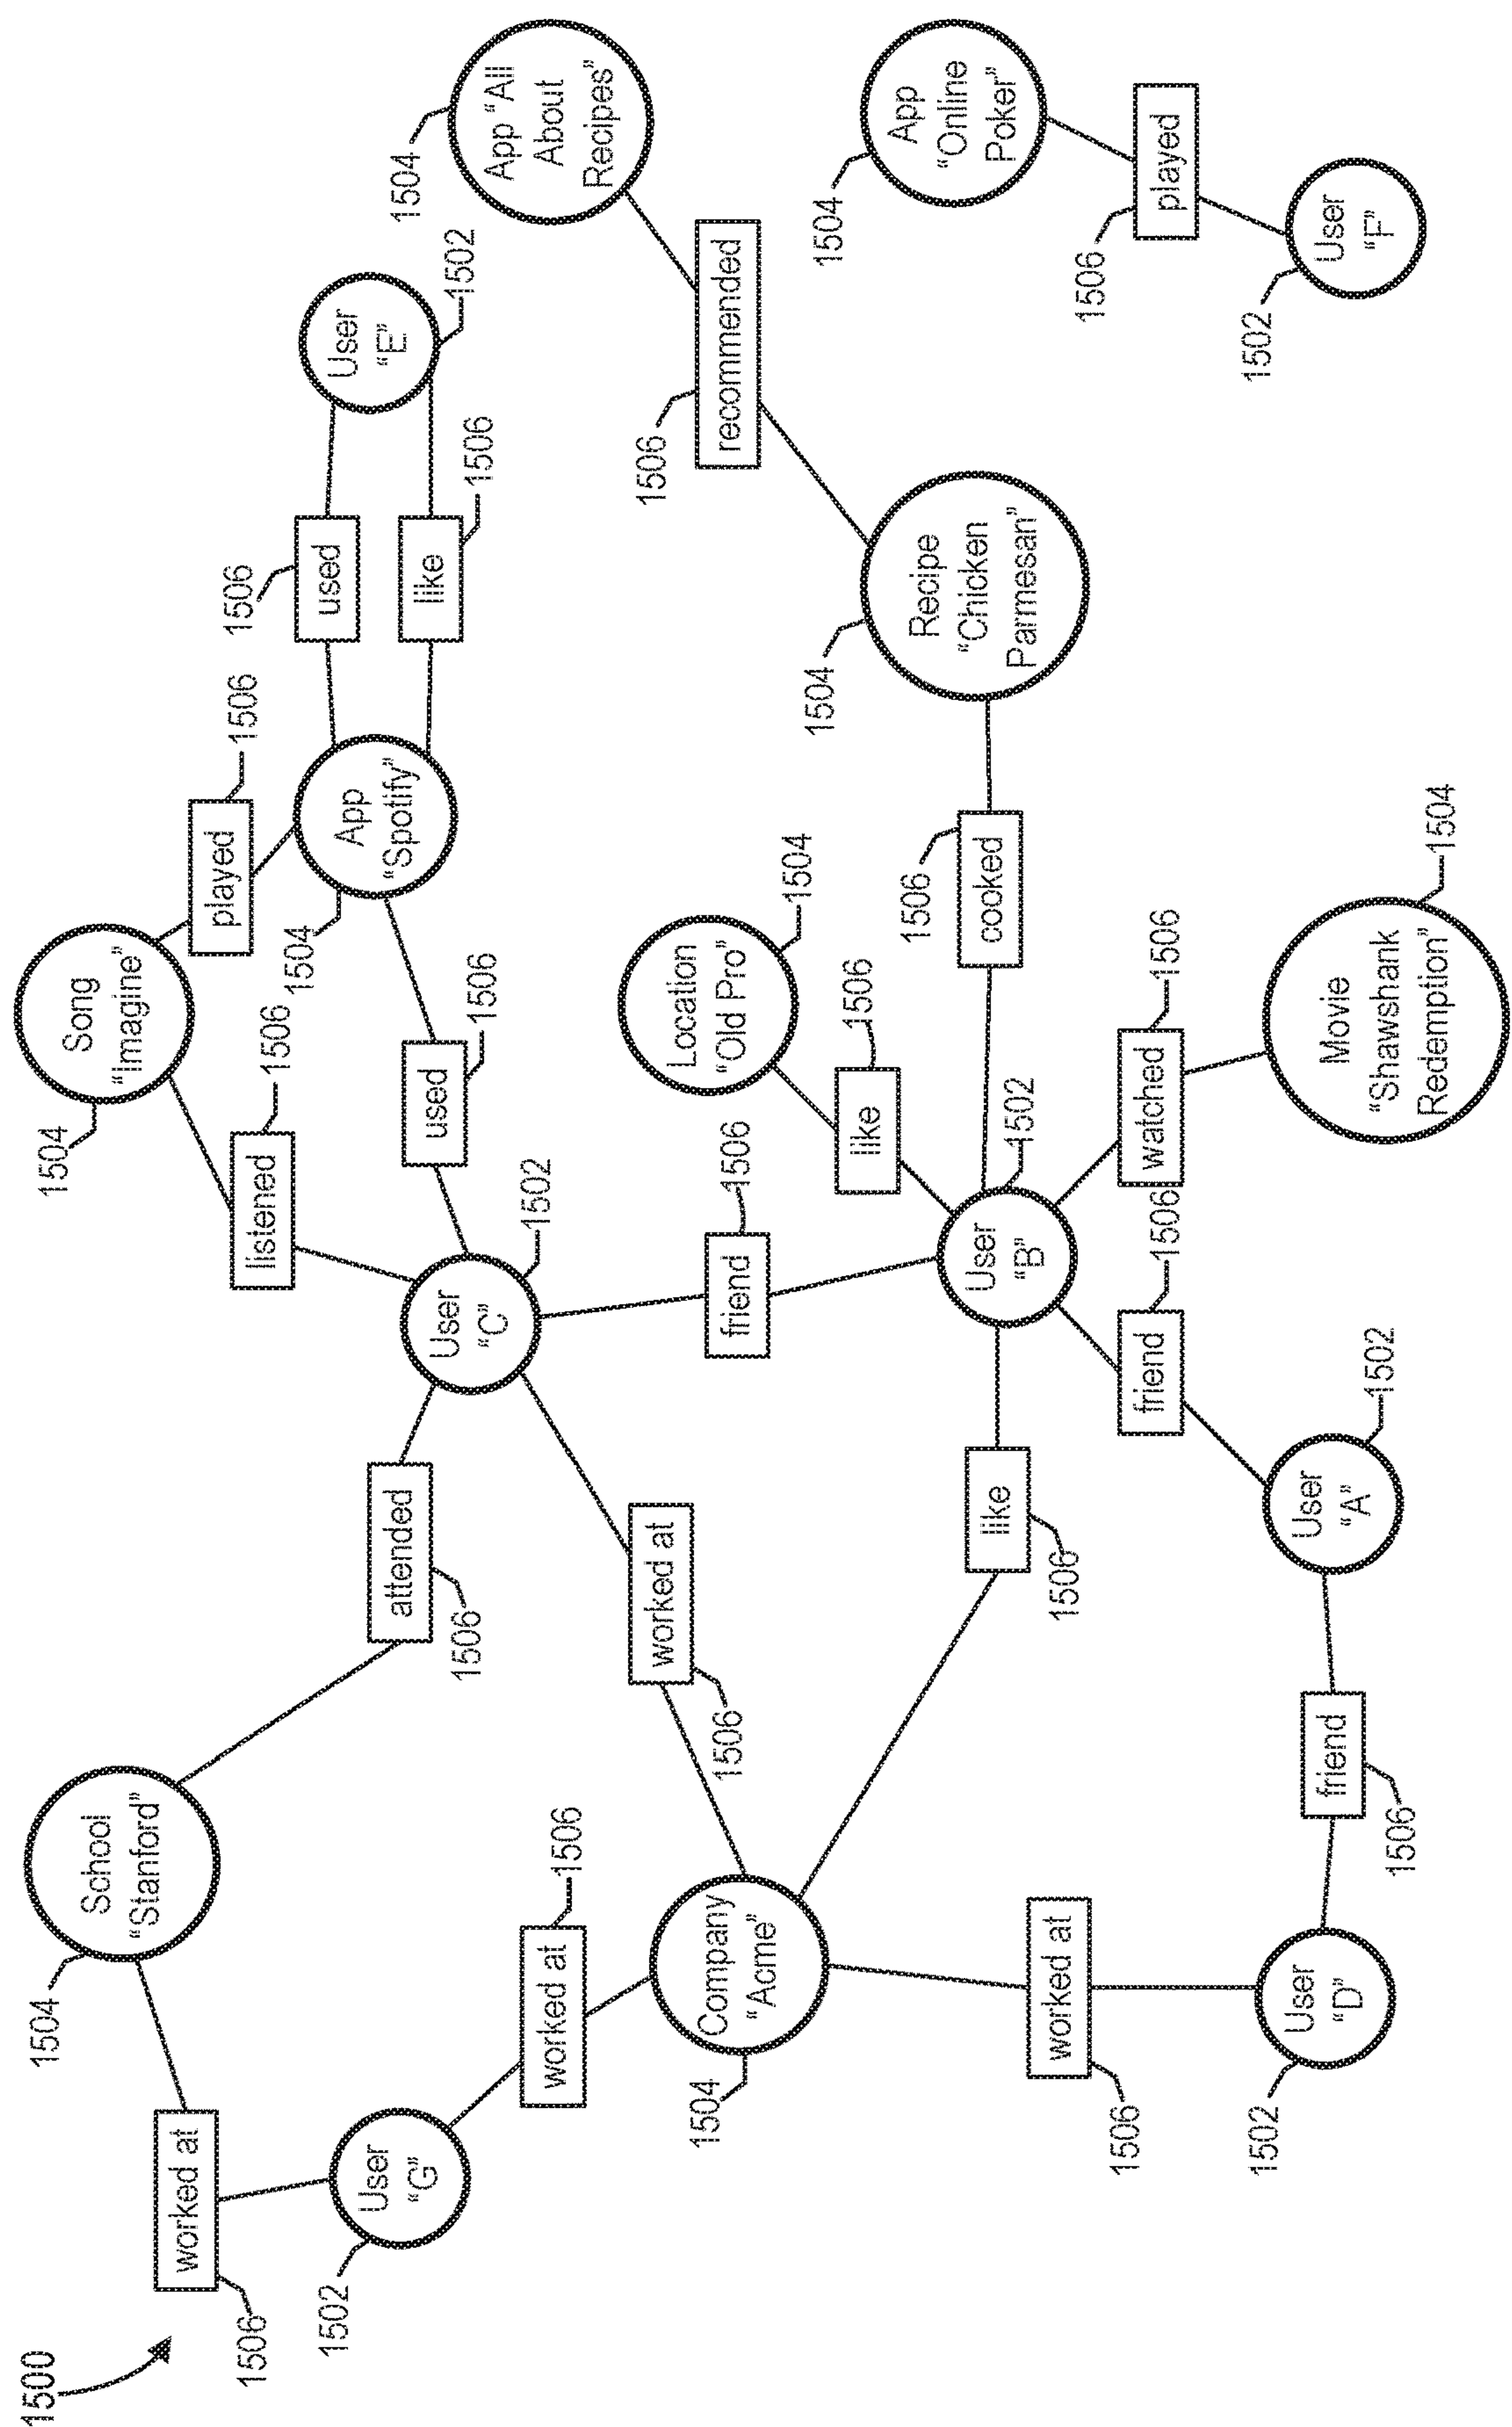 1500
1506
worked at
1504
School
"Stanford"
1506
attended
1504
Song
"Imagine"
listened
1506
played
1506
1504
App "All
About
Recipes"
1502
User
"G"
worked at
1506
User
"C"
1502
used
1506
1504
App
"Spotify"
1506
used
like
1506
User
"E"
1502
1504
Company
"Acme"
worked at
1506
friend
1506
Location
"Old Pro"
1504
like
1506
1506
recommended
1506
worked at
like
1506
User
"B"
1502
1506
cooked
1504
Recipe
"Chicken
Parmesan"
1504
App
"Online
Poker"
1502
User
"D"
friend
1506
User
"A"
1502
friend
1506
watched
1506
Movie
"Shawshank
Redemption"
1504
1506
played
1502
User
"F"